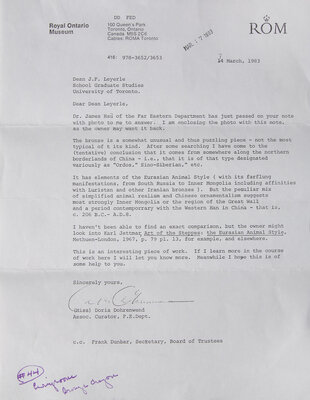 DD FED
Royal Ontario
Museum
100 Queen's Park
Toronto, Ontario
Canada M5S 2C6
Cables: ROMA Toronto
ROM
MAR 17 1983
416: 978-3652/3653
March, 1983
Dean J.F. Leyerle
School Graduate Studies
University of Toronto.
Dear Dean Leyerle,
Dr. James Hsü of the Far Eastern Department has just passed on your note
with photo to me to answer. I am enclosing the photo with this note,
as the owner may want it back.
The bronze is a somewhat unusual and thus puzzling piece - not the most
typical of t its kind. After some searching I have come to the
(tentative) conclusion that it comes from somewhere along the northern
borderlands of China - i.e., that it is of that type designated
variously as "Ordos," Sino-Siberian," etc.
It has elements of the Eurasian Animal Style ( with its farflung
manifestations, from South Russia to Inner Mongolia including affinities
with Luristan and other Iranian bronzes ). But the peculiar mix
of simplified animal realism and Chinese ornamentalism supports
most strongly Inner Mongolia or the region of the Great Wall
and a period contemporary with the Western Han in China - that is,
c. 206 B.C. - A.D.8.
I haven't been able to find an exact comparison, but the owner might
look into Karl Jettmar, Art of the Steppes: the Eurasian Animal Style,
Methuen-London, 1967, p. 79 pl. 13, for example, and elsewhere.
This is an interesting piece of work. If I learn more in the course
of work here I will let you know more. Meanwhile I hope this is of
some help to you.
Sincerely yours,
(Miss) Doris Dohrenwend
Assoc. Curator, F.E.Dept.
c.c. Frank Dunbar, Secretary, Board of Trustees
#44